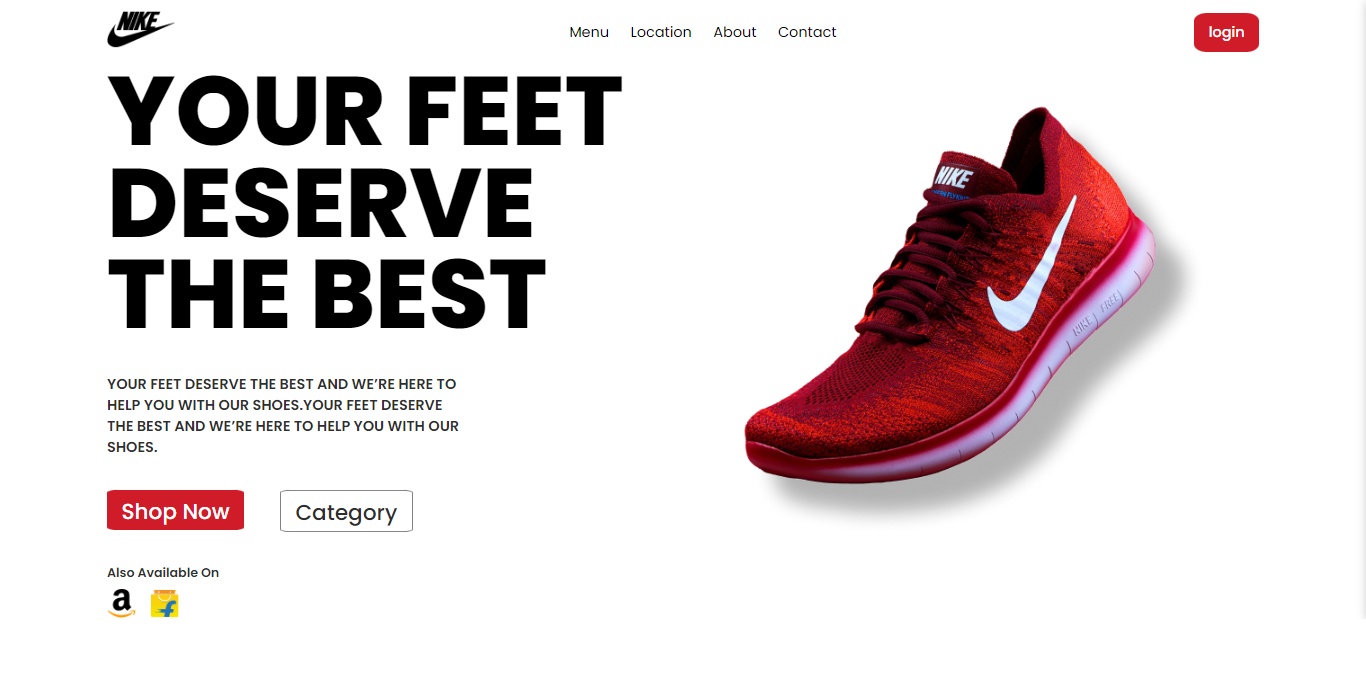 NIKE
Menu Location About Contact
login
YOUR FEET
DESERVE
THE BEST
YOUR FEET DESERVE THE BEST AND WE’RE HERE TO
HELP YOU WITH OUR SHOES.YOUR FEET DESERVE
THE BEST AND WE’RE HERE TO HELP YOU WITH OUR
SHOES.
Shop Now
Category
Also Available On
a
f
NIKE
NIKE FREE